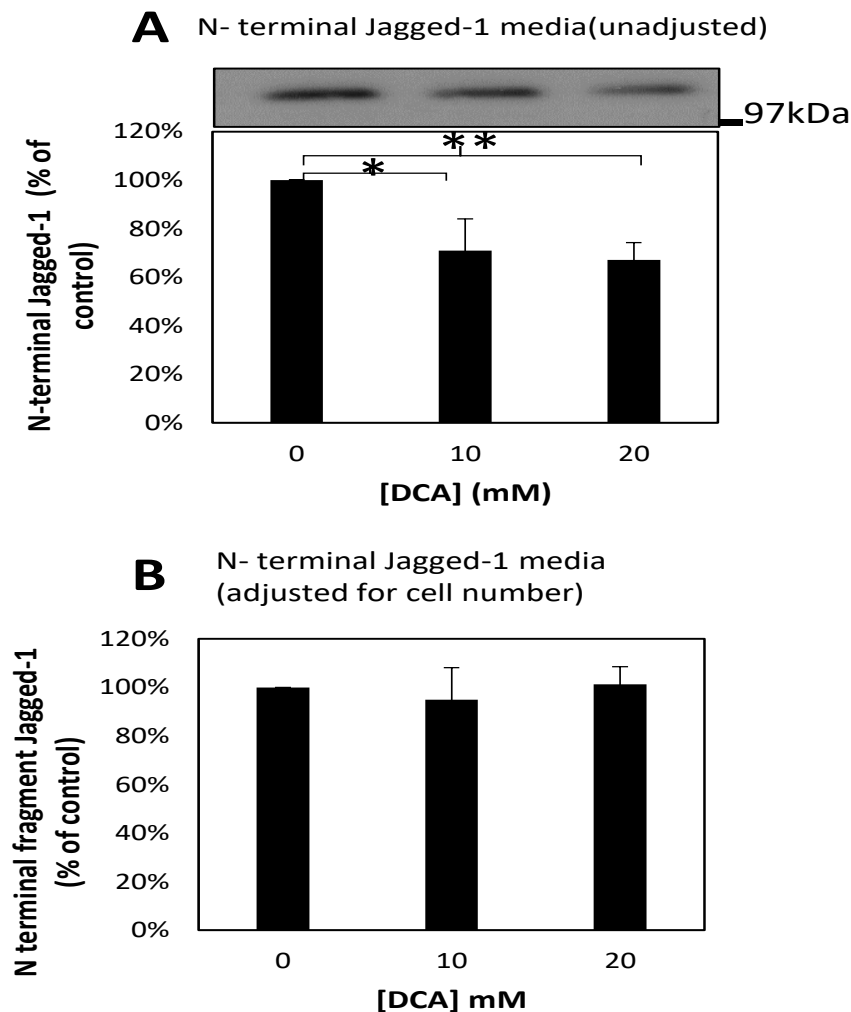 A N- terminal Jagged-1 media(unadjusted)
97kDa
120%
100%
80%
60%
40%
20%
0%
N-terminal Jagged-1 (% of
control)
**
*
0 10 20
[DCA] (mM)
B N- terminal Jagged-1 media
(adjusted for cell number)
120%
100%
80%
60%
40%
20%
0%
N terminal fragment Jagged-1
(% of control)
0 10 20
[DCA] mM